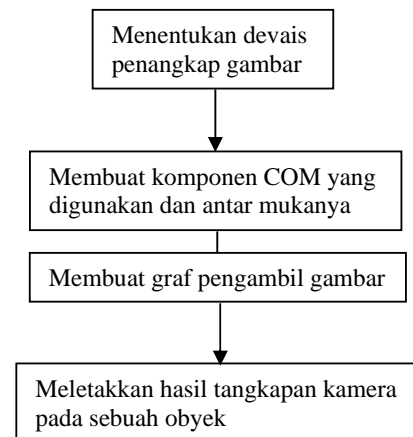 Menentukan devais
penangkap gambar
Membuat komponen COM yang
digunakan dan antar mukanya
Membuat graf pengambil gambar
Meletakkan hasil tangkapan kamera
pada sebuah obyek